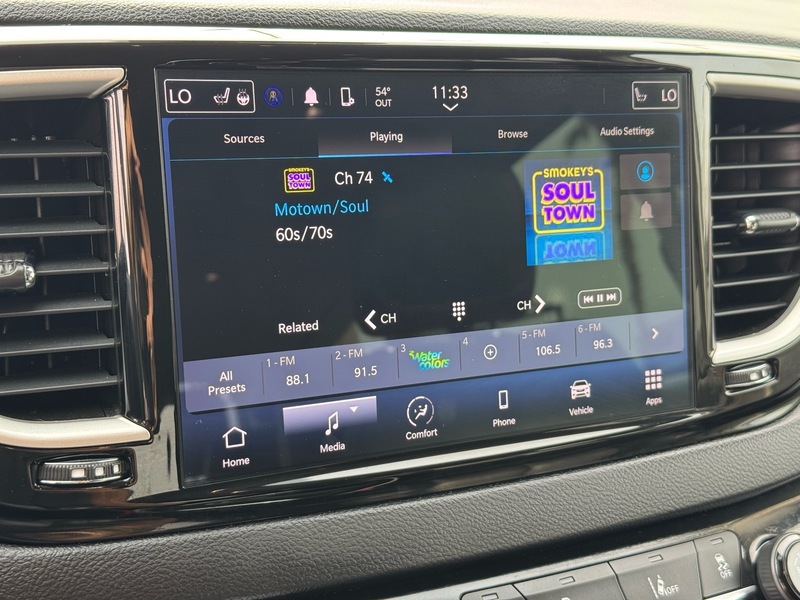 LO 54° OUT 11:33 LO
Sources Playing Browse Audio Settings
SOUL TOWN Ch 74
Motown/Soul
60s/70s
SMOKEY'S
SOUL
TOWN
TOWN
Related CH CH
All Presets 1-FM 88.1 2-FM 91.5 3 Water colors 4 5-FM 106.5 6-FM 96.3
Home Media Comfort Phone Vehicle Apps
OFF OFF